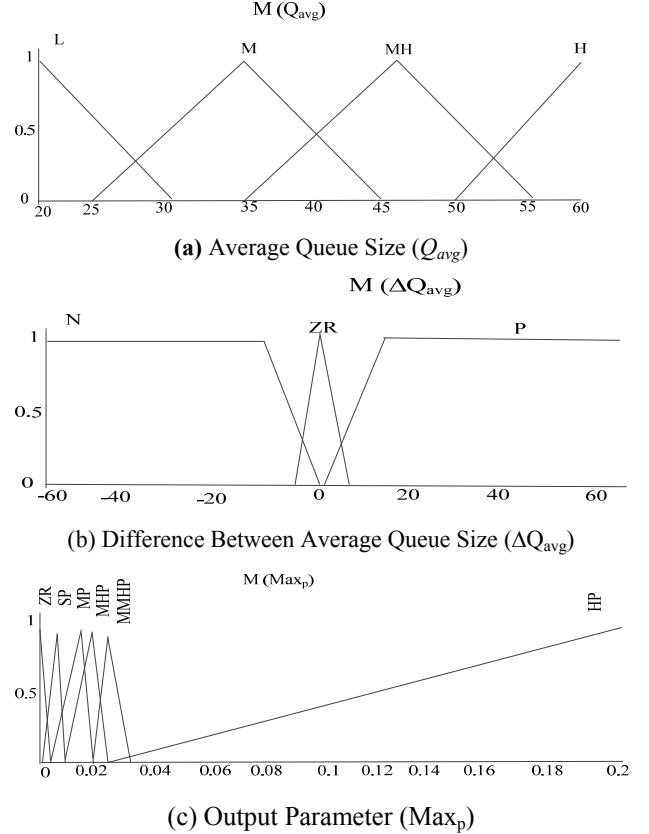 M (Qavg)
L M MH H
1
0.5
0
20 25 30 35 40 45 50 55 60
(a) Average Queue Size (Qavg)
M (ΔQavg)
N ZR P
1
0.5
0
-60 -40 -20 0 20 40 60
(b) Difference Between Average Queue Size (ΔQavg)
M (Maxp)
ZR SP MP MHP MMHP HP
1
0.5
0 0.02 0.04 0.06 0.08 0.1 0.12 0.14 0.16 0.18 0.2
(c) Output Parameter (Maxp)